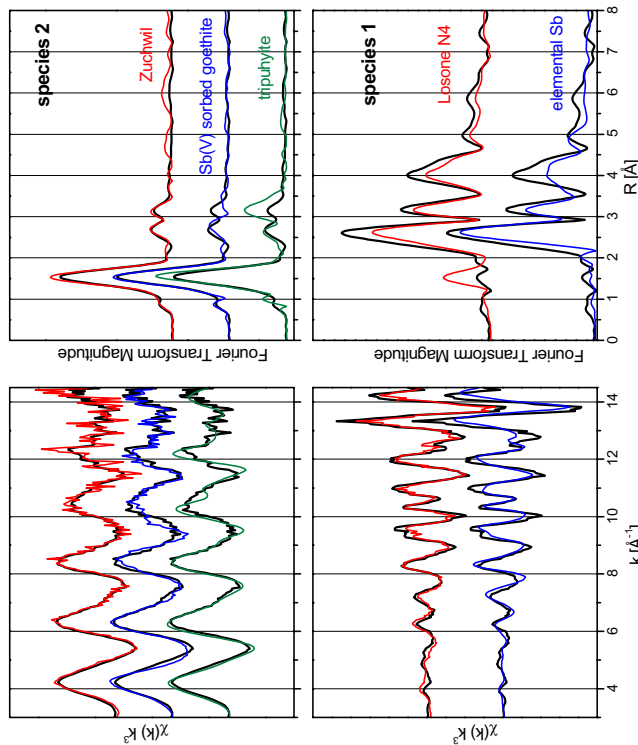 χ(k) k³
Fourier Transform Magnitude
species 2
Zuchwil
Sb(V) sorbed goethite
tripuhyite
χ(k) k³
4
6
8
10
12
14
k [Å⁻¹]
Fourier Transform Magnitude
species 1
Losone N4
elemental Sb
0
1
2
3
4
5
6
7
8
R [Å]